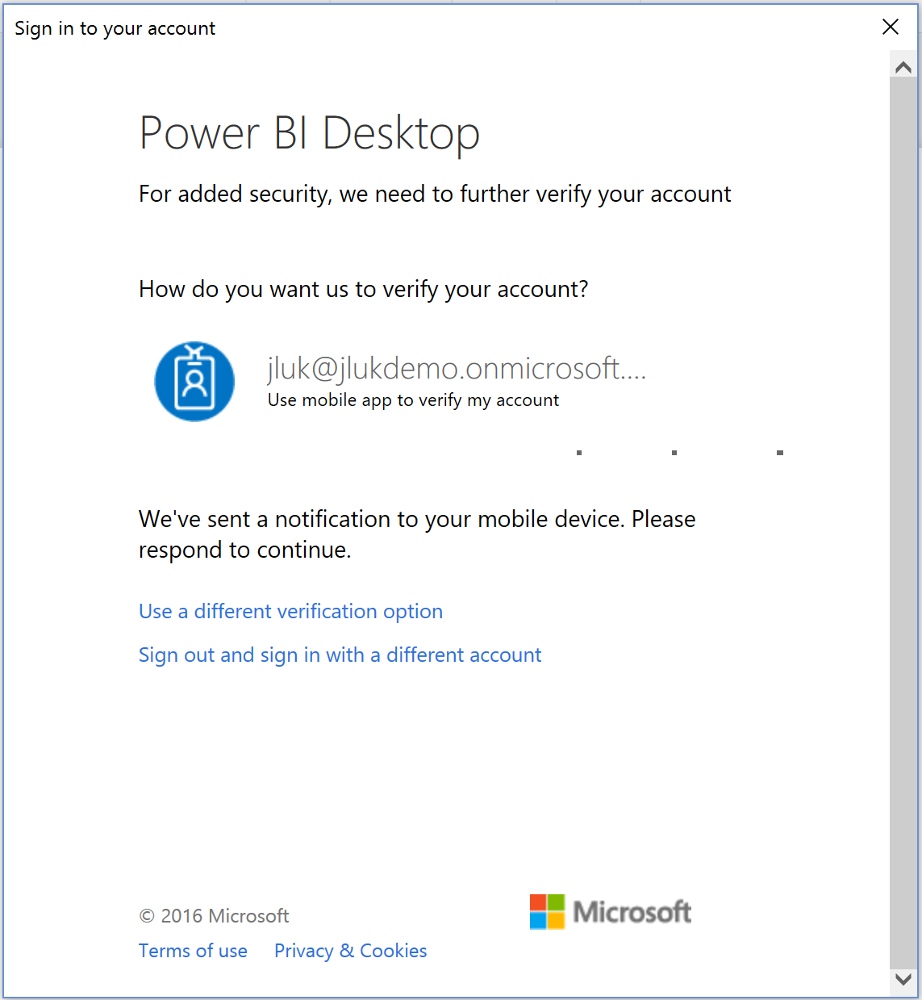 Sign in to your account
Power BI Desktop
For added security, we need to further verify your account
How do you want us to verify your account?
jluk@jlukdemo.onmicrosoft....
Use mobile app to verify my account
We've sent a notification to your mobile device. Please
respond to continue.
Use a different verification option
Sign out and sign in with a different account
© 2016 Microsoft
Microsoft
Terms of use Privacy & Cookies